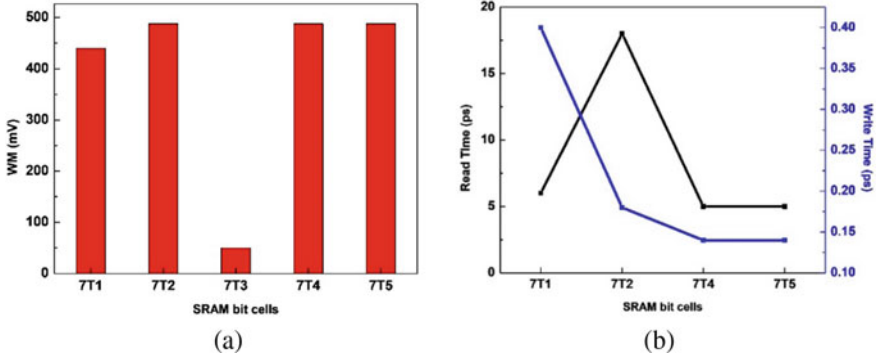 500
400
300
200
100
0
WM (mV)
7T1 7T2 7T3 7T4 7T5
SRAM bit cells
(a)
20
15
10
5
0
Read Time (ps)
0.40
0.35
0.30
0.25
0.20
0.15
0.10
Write Time (ps)
7T1 7T2 7T4 7T5
SRAM bit cells
(b)